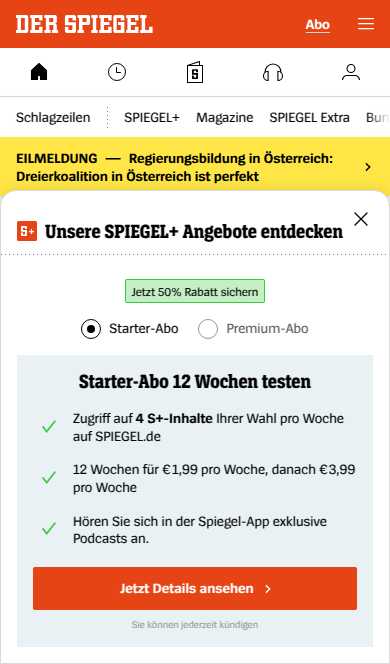 DER SPIEGEL
Abo
Schlagzeilen
SPIEGEL+
Magazine
SPIEGEL Extra
Bun
EILMELDUNG — Regierungsbildung in Österreich:
Dreierkoalition in Österreich ist perfekt
S+ Unsere SPIEGEL+ Angebote entdecken
Jetzt 50% Rabatt sichern
Starter-Abo
Premium-Abo
Starter-Abo 12 Wochen testen
Zugriff auf 4 S+-Inhalte Ihrer Wahl pro Woche
auf SPIEGEL.de
12 Wochen für €1,99 pro Woche, danach €3,99
pro Woche
Hören Sie sich in der Spiegel-App exklusive
Podcasts an.
Jetzt Details ansehen
Sie können jederzeit kündigen